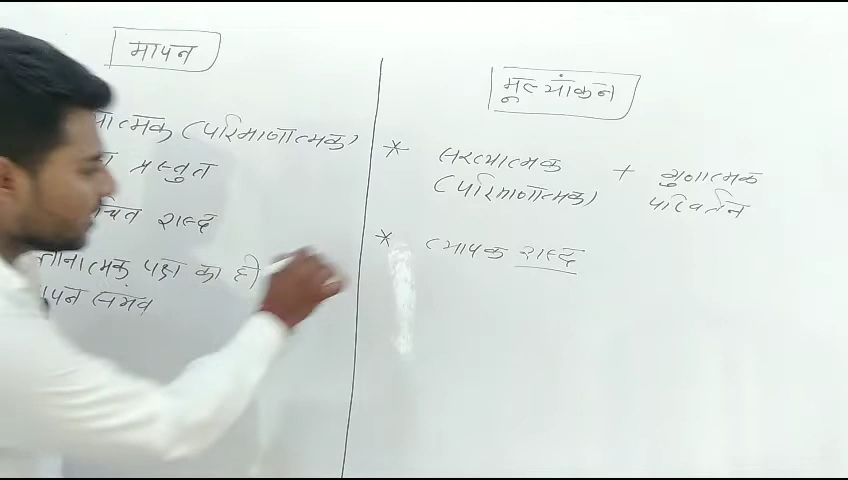 मापन
ात्मक (परिमाणात्मक)
प्रस्तुत
चित शब्द
ानात्मक पक्ष का ही
पन संभव
मूल्यांकन
* संख्यात्मक + गुणात्मक
(परिमाणात्मक) परिवर्तन
* व्यापक शब्द